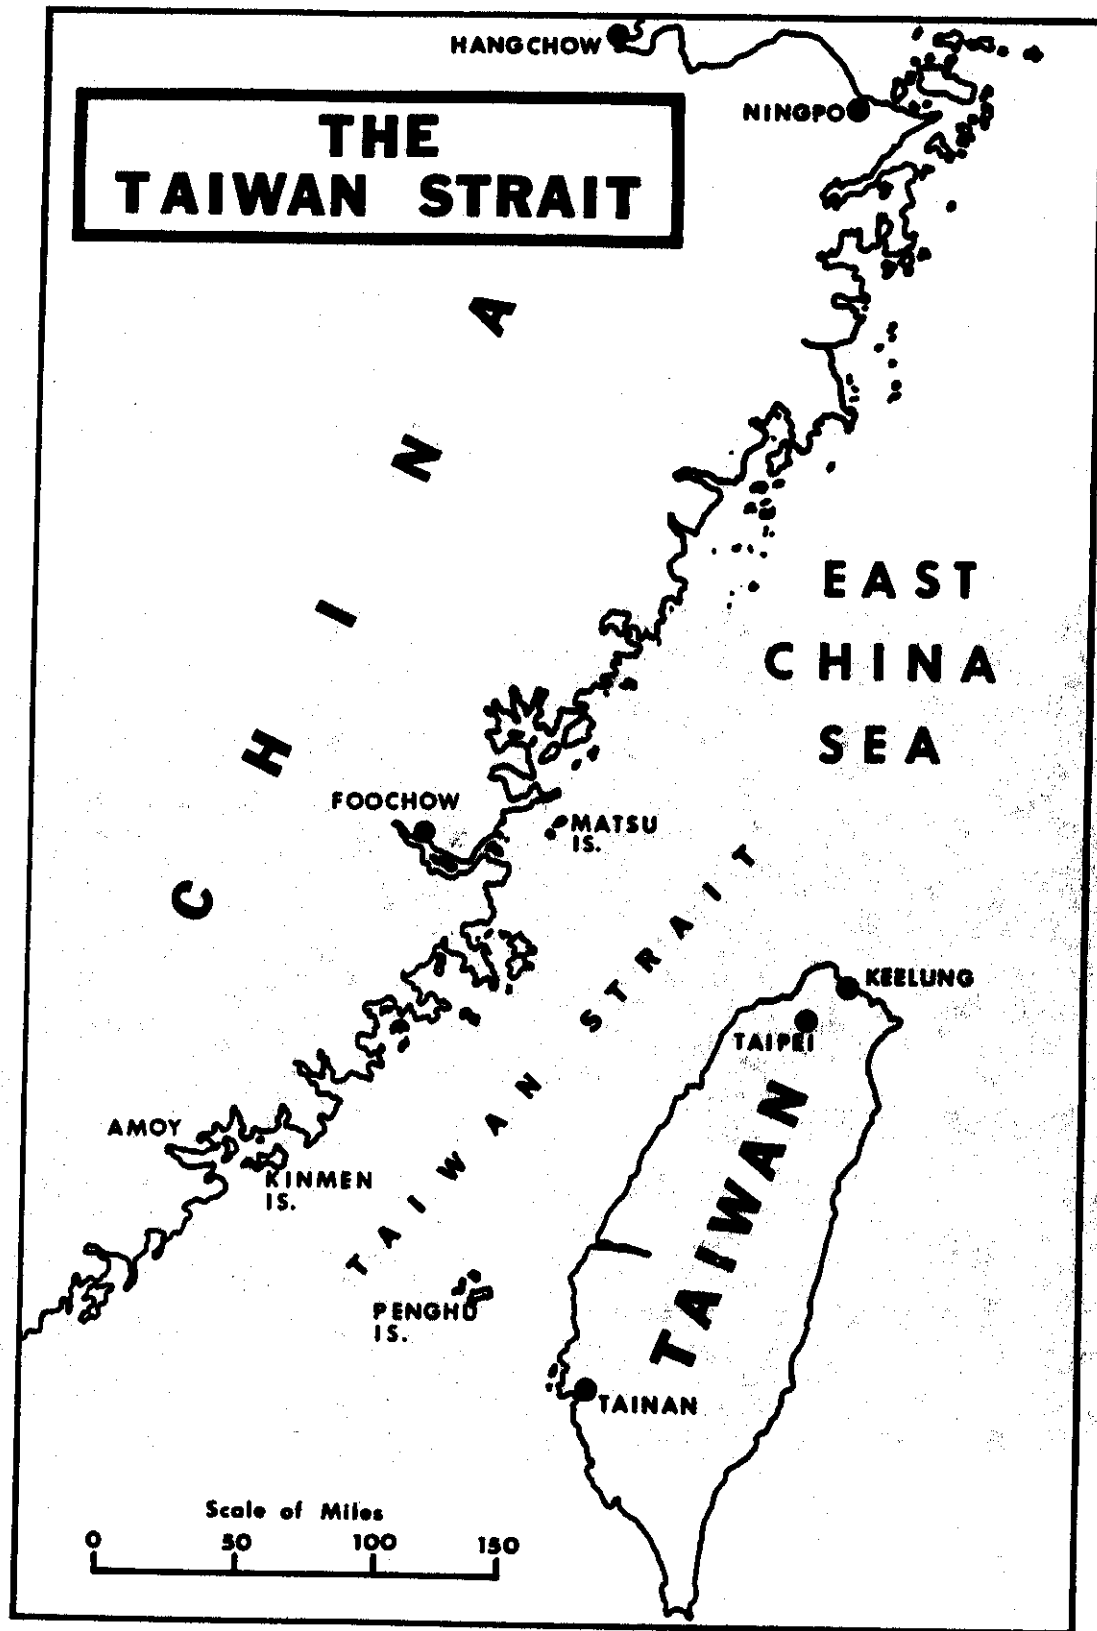 HANGCHOW
NINGPO
THE
TAIWAN STRAIT
CHINA
EAST
CHINA
SEA
FOOCHOW
MATSU
IS.
TAIWAN STRAIT
KEELUNG
TAIPEI
AMOY
KINMEN
IS.
TAIWAN
PENGHU
IS.
TAINAN
Scale of Miles
0 50 100 150